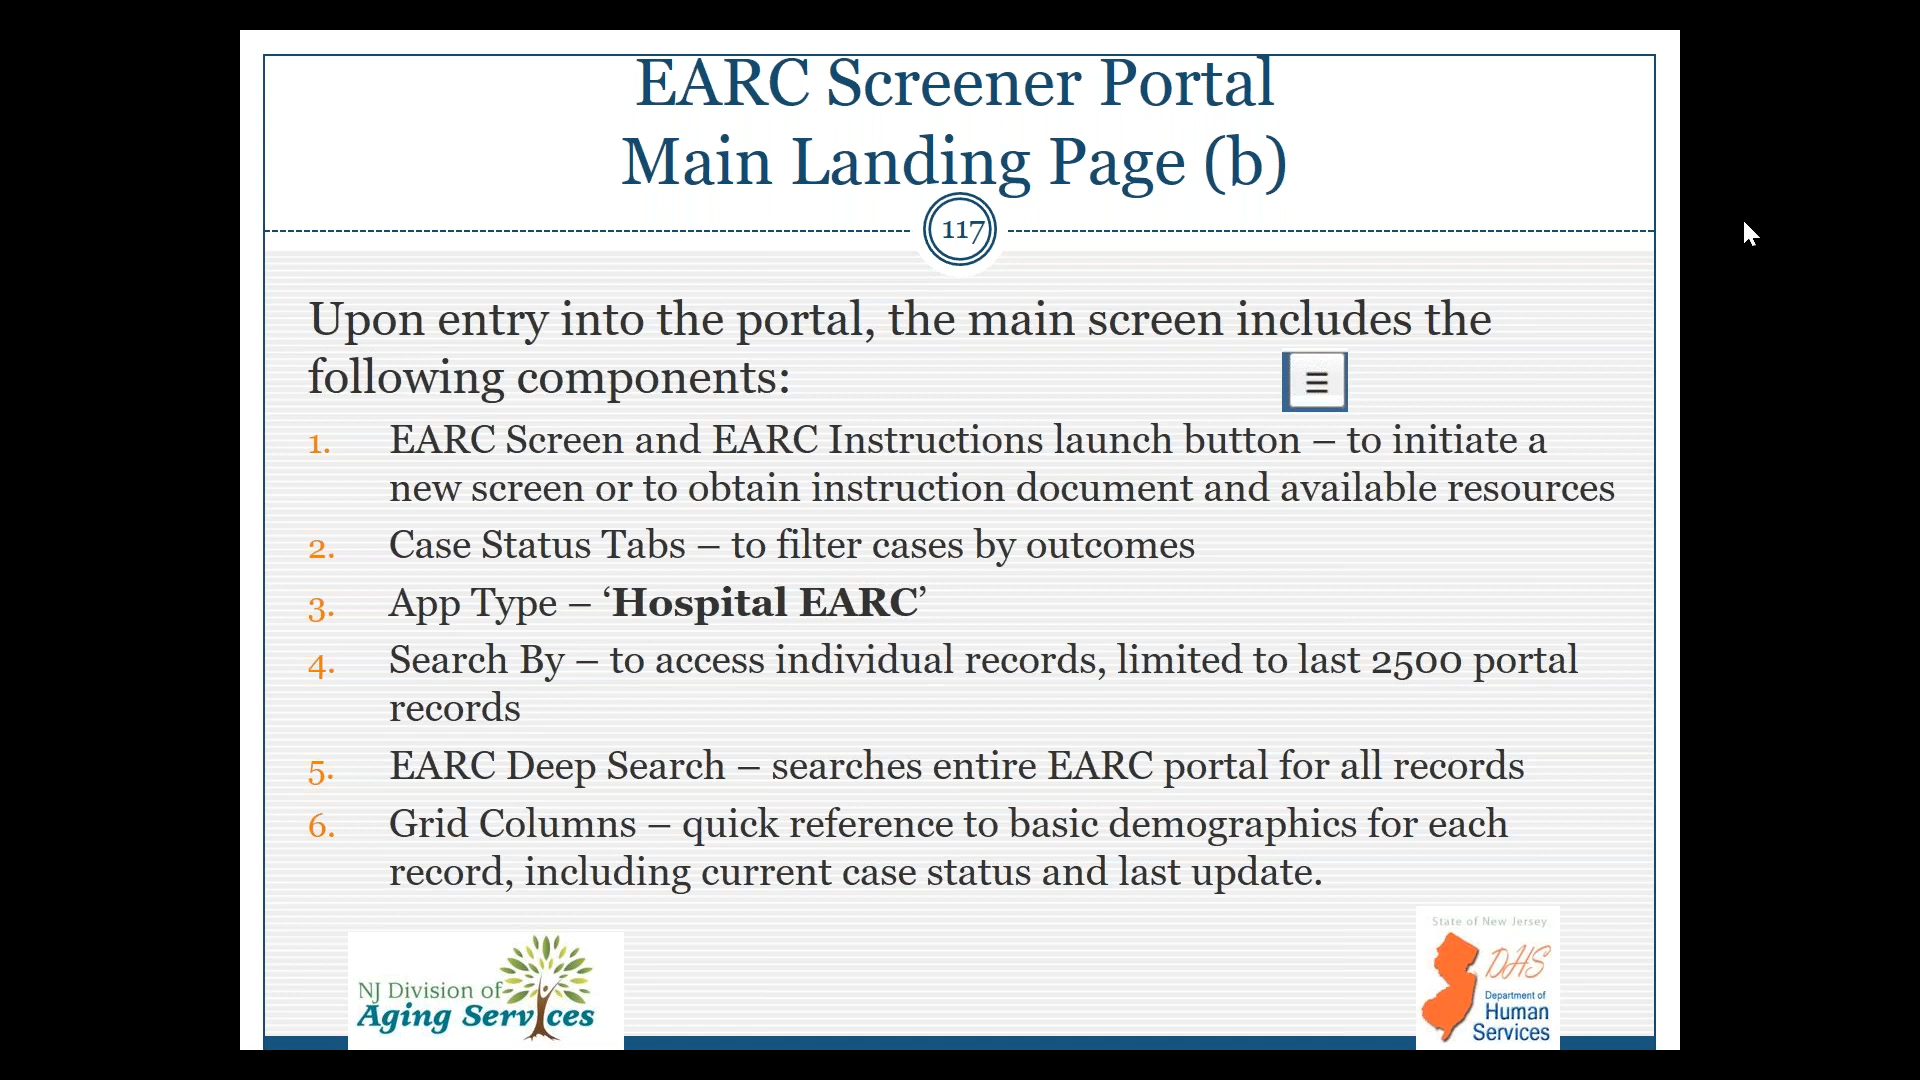 EARC Screener Portal
Main Landing Page (b)
117
Upon entry into the portal, the main screen includes the
following components:
1. EARC Screen and EARC Instructions launch button – to initiate a
new screen or to obtain instruction document and available resources
2. Case Status Tabs – to filter cases by outcomes
3. App Type – ‘Hospital EARC’
4. Search By – to access individual records, limited to last 2500 portal
records
5. EARC Deep Search – searches entire EARC portal for all records
6. Grid Columns – quick reference to basic demographics for each
record, including current case status and last update.
NJ Division of
Aging Services
State of New Jersey
DHS
Department of
Human
Services